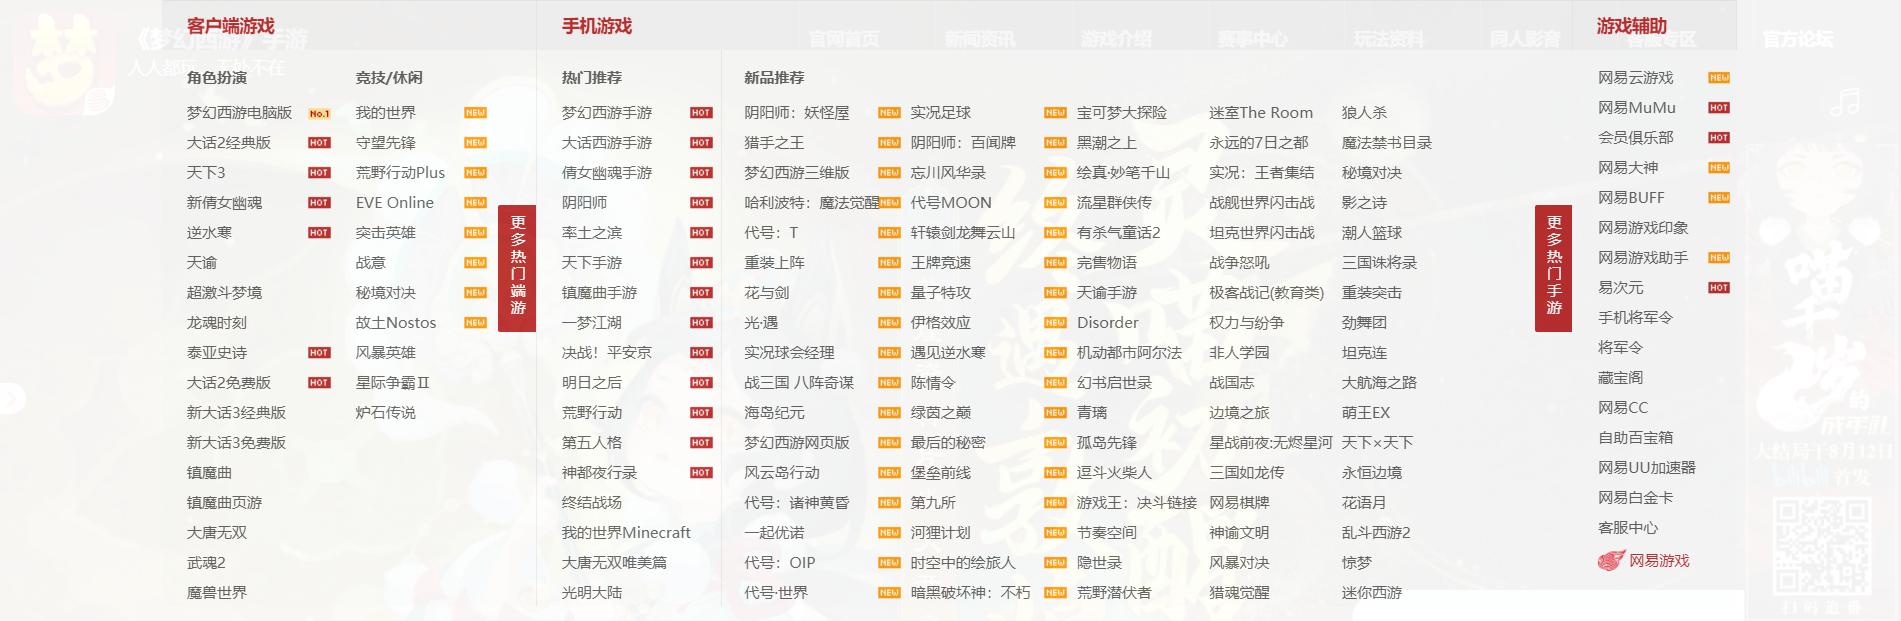 客户端游戏
角色扮演
梦幻西游电脑版 No.1
大话2经典版 HOT
天下3 HOT
新倩女幽魂 HOT
逆水寒 HOT
天谕
超激斗梦境
龙魂时刻
泰亚史诗 HOT
大话2免费版 HOT
新大话3经典版
新大话3免费版
镇魔曲
镇魔曲页游
大唐无双
武魂2
魔兽世界
竞技/休闲
我的世界 NEW
守望先锋 NEW
荒野行动Plus NEW
EVE Online NEW
突击英雄 NEW
战意 NEW
秘境对决 NEW
故土Nostos NEW
风暴英雄
星际争霸Ⅱ
炉石传说
更多热门端游
手机游戏
热门推荐
梦幻西游手游 HOT
大话西游手游 HOT
倩女幽魂手游 HOT
阴阳师 HOT
率土之滨 HOT
天下手游 HOT
镇魔曲手游 HOT
一梦江湖 HOT
决战！平安京 HOT
明日之后 HOT
荒野行动 HOT
第五人格 HOT
神都夜行录 HOT
终结战场
我的世界Minecraft
大唐无双唯美篇
光明大陆
新品推荐
阴阳师：妖怪屋 NEW
猎手之王 NEW
梦幻西游三维版 NEW
哈利波特：魔法觉醒 NEW
代号：T NEW
重装上阵 NEW
花与剑 NEW
光·遇 NEW
实况球会经理 NEW
战三国 八阵奇谋 NEW
海岛纪元 NEW
梦幻西游网页版 NEW
风云岛行动 NEW
代号：诸神黄昏 NEW
一起优诺 NEW
代号：OIP NEW
代号·世界 NEW
实况足球 NEW
阴阳师：百闻牌 NEW
忘川风华录 NEW
代号MOON NEW
轩辕剑龙舞云山 NEW
王牌竞速 NEW
量子特攻 NEW
伊格效应 NEW
遇见逆水寒 NEW
陈情令 NEW
绿茵之巅 NEW
最后的秘密 NEW
堡垒前线 NEW
第九所 NEW
河狸计划 NEW
时空中的绘旅人 NEW
暗黑破坏神：不朽 NEW
宝可梦大探险
黑潮之上
绘真·妙笔千山
流星群侠传
有杀气童话2
完售物语
天谕手游
Disorder
机动都市阿尔法
幻书启世录
青璃
孤岛先锋
逗斗火柴人
游戏王：决斗链接
节奏空间
隐世录
荒野潜伏者
迷室The Room
永远的7日之都
实况：王者集结
战舰世界闪击战
坦克世界闪击战
战争怒吼
极客战记(教育类)
权力与纷争
非人学园
战国志
边境之旅
星战前夜:无烬星河
三国如龙传
网易棋牌
神谕文明
风暴对决
猎魂觉醒
狼人杀
魔法禁书目录
秘境对决
影之诗
潮人篮球
三国诛将录
重装突击
劲舞团
坦克连
大航海之路
萌王EX
天下×天下
永恒边境
花语月
乱斗西游2
惊梦
迷你西游
更多热门手游
游戏辅助
网易云游戏 NEW
网易MuMu HOT
会员俱乐部 HOT
网易大神 NEW
网易BUFF NEW
网易游戏印象
网易游戏助手 NEW
易次元 HOT
手机将军令
将军令
藏宝阁
网易CC
自助百宝箱
网易UU加速器
网易白金卡
客服中心
网易游戏
《梦幻西游》手游
人人都玩 无处不在
官网首页
新闻资讯
游戏介绍
赛事中心
玩法资料
同人影音
客服专区
官方论坛
大结局于8月12日
首发
扫码追番